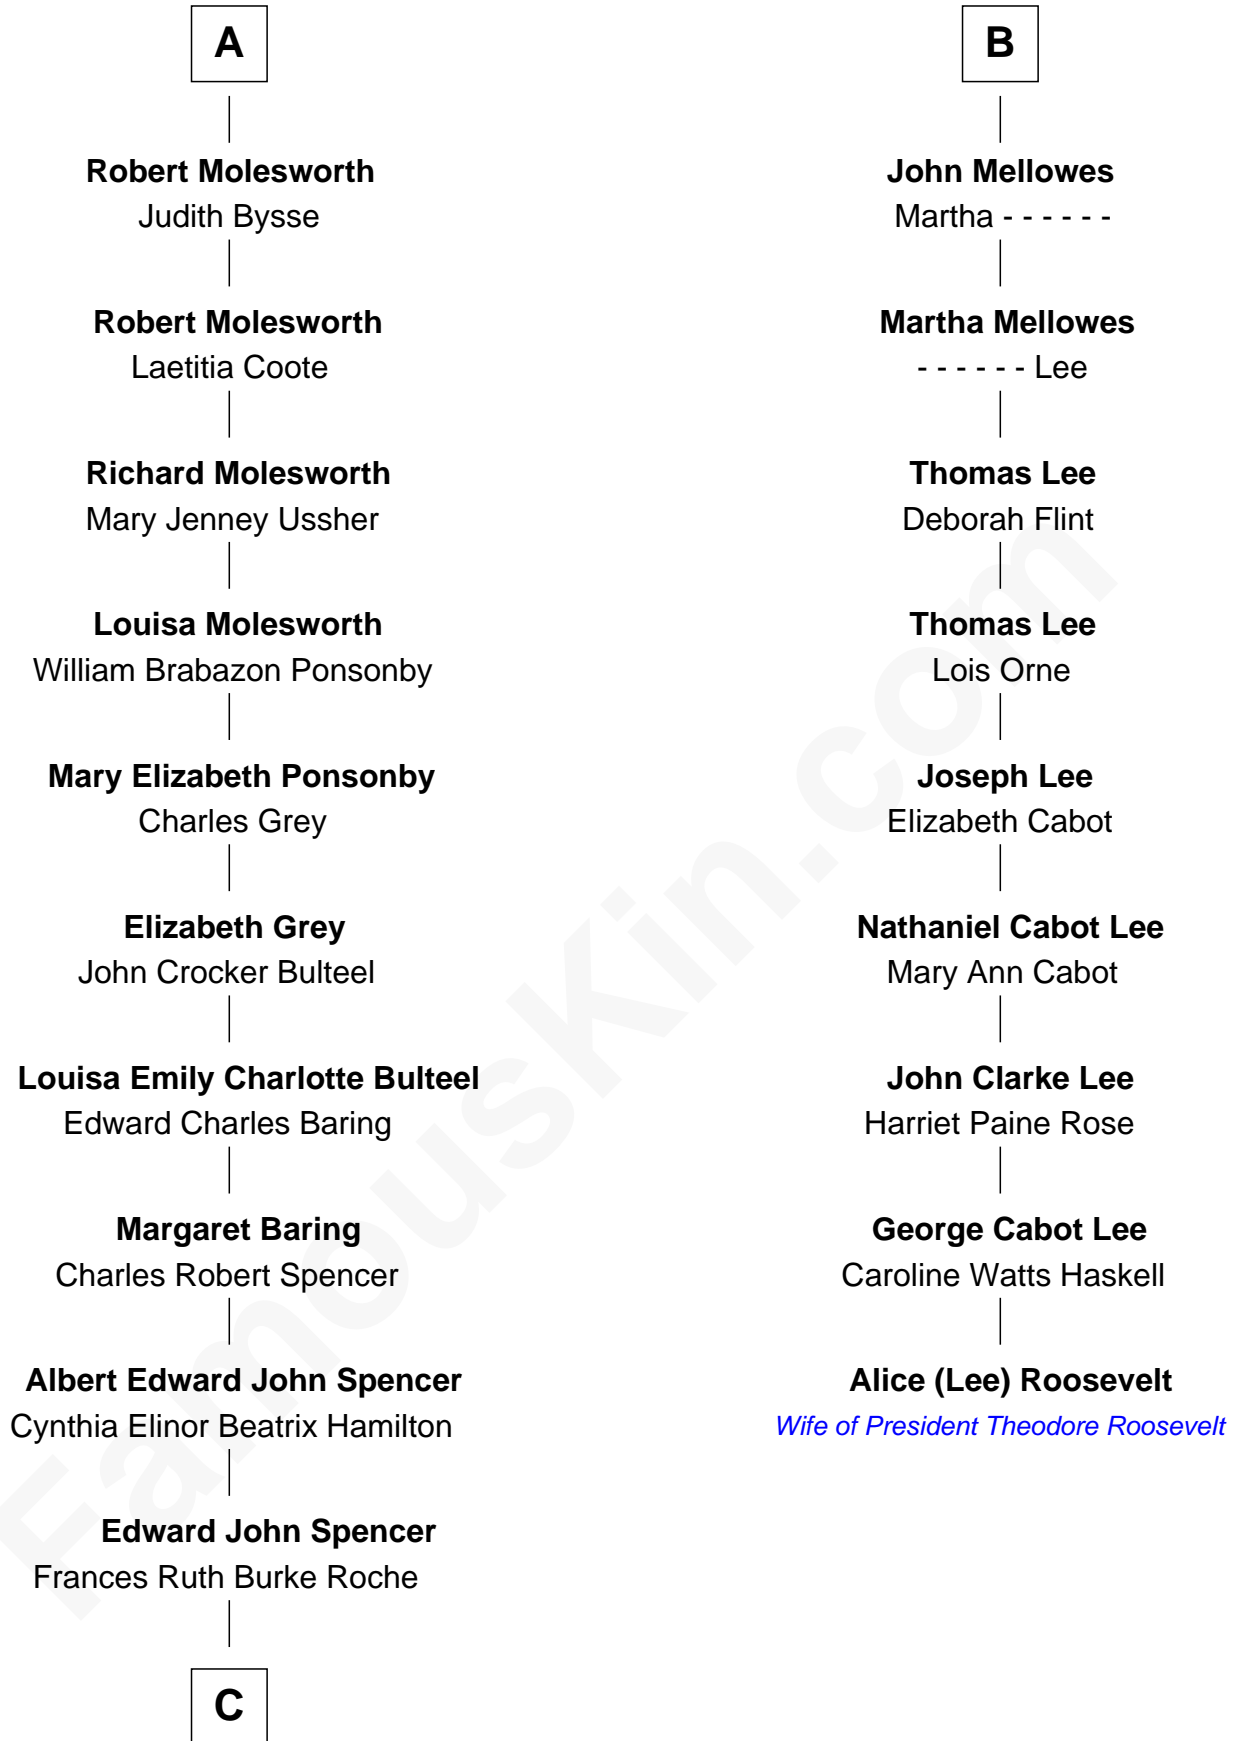 A
Robert Molesworth
Judith Bysse
Robert Molesworth
Laetitia Coote
Richard Molesworth
Mary Jenney Ussher
Louisa Molesworth
William Brabazon Ponsonby
Mary Elizabeth Ponsonby
Charles Grey
Elizabeth Grey
John Crocker Bulteel
Louisa Emily Charlotte Bulteel
Edward Charles Baring
Margaret Baring
Charles Robert Spencer
Albert Edward John Spencer
Cynthia Elinor Beatrix Hamilton
Edward John Spencer
Frances Ruth Burke Roche
C
B
John Mellowes
Martha - - - - - -
Martha Mellowes
- - - - - - Lee
Thomas Lee
Deborah Flint
Thomas Lee
Lois Orne
Joseph Lee
Elizabeth Cabot
Nathaniel Cabot Lee
Mary Ann Cabot
John Clarke Lee
Harriet Paine Rose
George Cabot Lee
Caroline Watts Haskell
Alice (Lee) Roosevelt
Wife of President Theodore Roosevelt
FamousKin.com